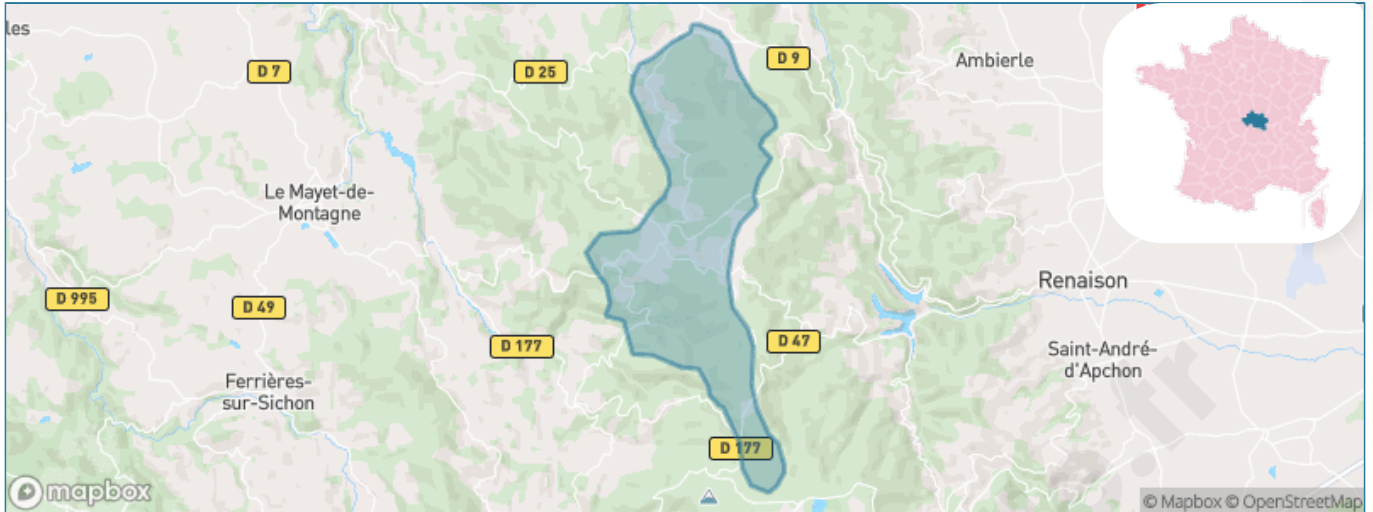 les
D 7
D 25
D 9
Ambierle
Le Mayet-de-
Montagne
D 995
D 49
D 177
D 47
Renaison
Saint-André-
d'Apchon
Ferrières-
sur-Sichon
D 177
mapbox
© Mapbox © OpenStreetMap